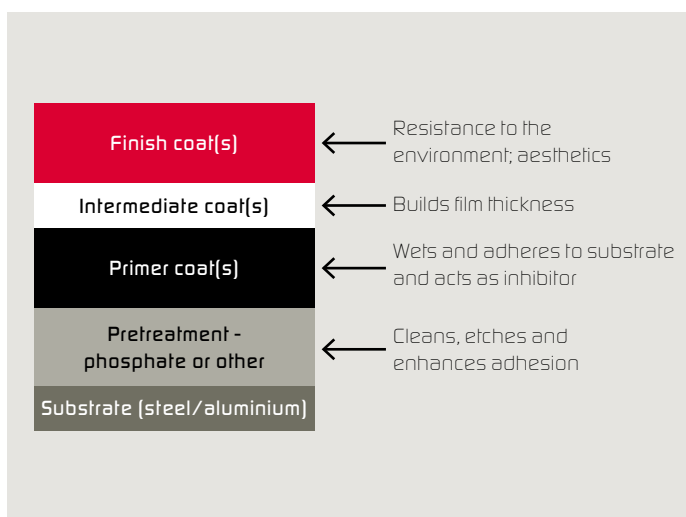 Finish coat(s)
Resistance to the
environment; aesthetics
Intermediate coat(s)
Builds film thickness
Primer coat(s)
Wets and adheres to substrate
and acts as inhibitor
Pretreatment -
phosphate or other
Cleans, etches and
enhances adhesion
Substrate (steel/aluminium)